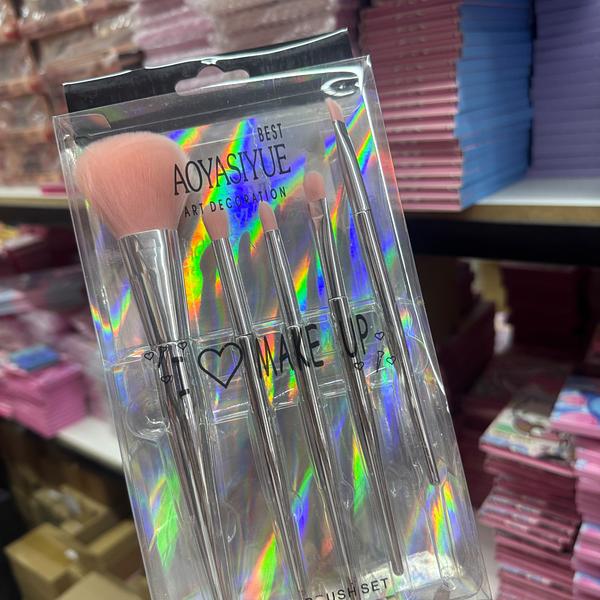 BEST
AOYASIYUE
ART DECORATION
I ♡ MAKE UP
BRUSH SET